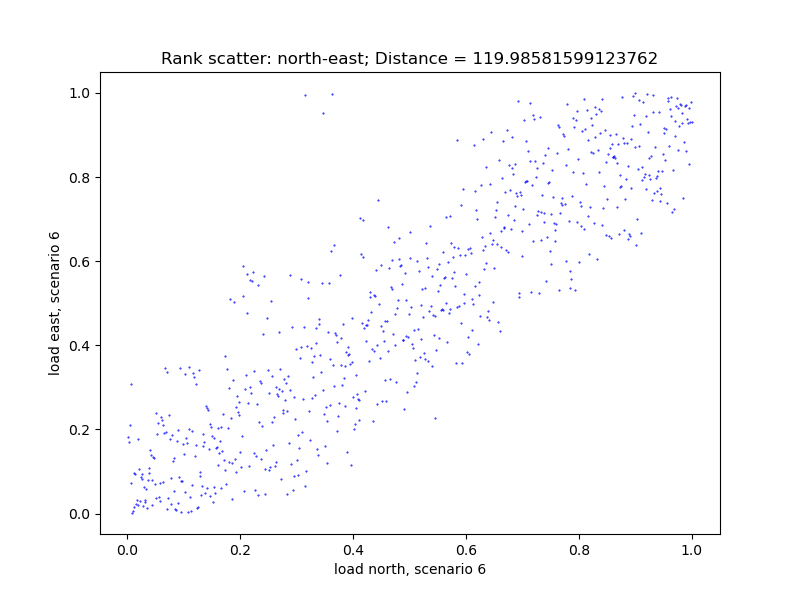 Rank scatter: north-east; Distance = 119.98581599123762
1.0
0.8
0.6
0.4
0.2
0.0
load east, scenario 6
0.0 0.2 0.4 0.6 0.8 1.0
load north, scenario 6